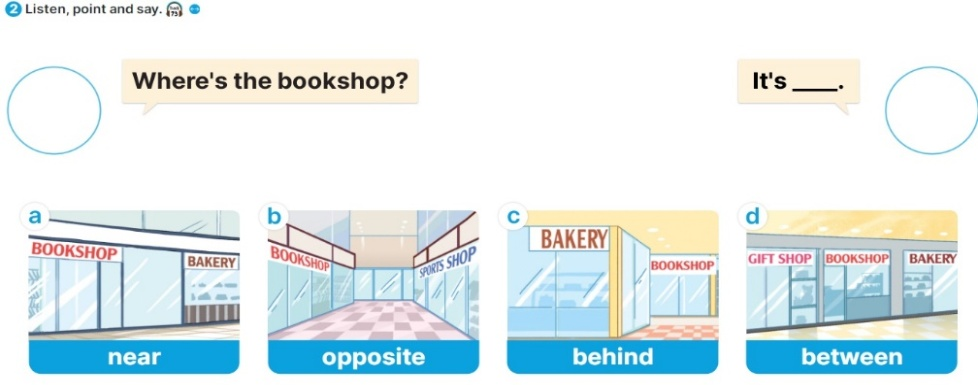 2 Listen, point and say.
Where's the bookshop?
It's ____.
a
BOOKSHOP
BAKERY
near
b
BOOKSHOP
SPORTS SHOP
opposite
c
BAKERY
BOOKSHOP
behind
d
GIFT SHOP
BOOKSHOP
BAKERY
between